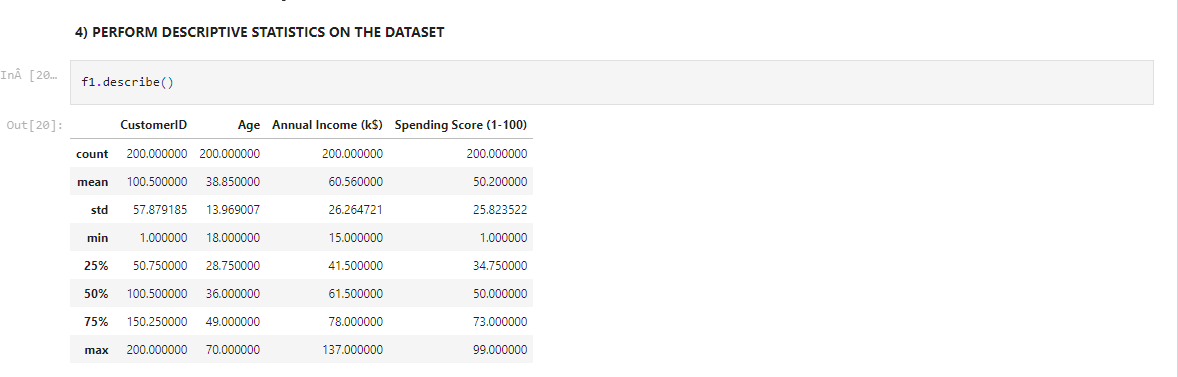 4) PERFORM DESCRIPTIVE STATISTICS ON THE DATASET
InÂ [20…
f1.describe()
Out[20]:
CustomerID Age Annual Income (k$) Spending Score (1-100)
count 200.000000 200.000000 200.000000 200.000000
mean 100.500000 38.850000 60.560000 50.200000
std 57.879185 13.969007 26.264721 25.823522
min 1.000000 18.000000 15.000000 1.000000
25% 50.750000 28.750000 41.500000 34.750000
50% 100.500000 36.000000 61.500000 50.000000
75% 150.250000 49.000000 78.000000 73.000000
max 200.000000 70.000000 137.000000 99.000000